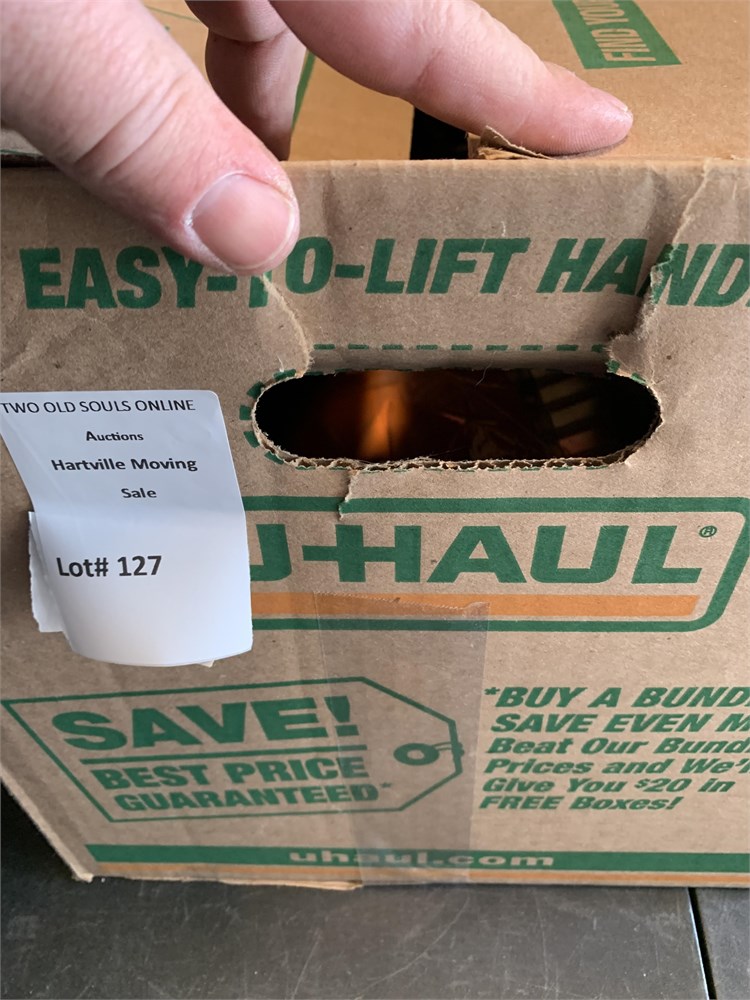 FIND YOU
EASY-TO-LIFT HAND
TWO OLD SOULS ONLINE
Auctions
Hartville Moving
Sale
Lot# 127
U-HAUL®
SAVE!
BEST PRICE
GUARANTEED*
*BUY A BUND
SAVE EVEN M
Beat Our Bund
Prices and We'l
Give You $20 in
FREE Boxes!
uhaul.com